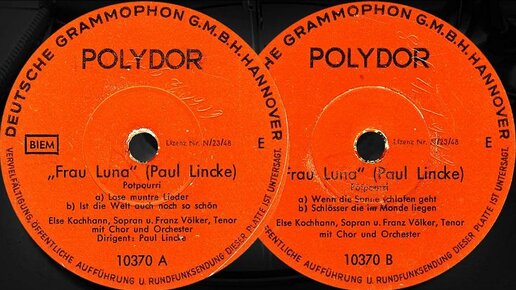 DEUTSCHE GRAMMOPHON G.M.B.H. HANNOVER
POLYDOR
BIEM
Lizenz Nr. N/23/48
E
„Frau Luna“ (Paul Lincke)
Potpourri
a) Lose muntre Lieder
b) Ist die Welt auch noch so schön
Else Kochhann, Sopran u. Franz Völker, Tenor
mit Chor und Orchester
Dirigent: Paul Lincke
10370 A
VERVIELFÄLTIGUNG, ÖFFENTLICHE AUFFÜHRUNG U. RUNDFUNKSENDUNG DIESER PLATTE IST UNTERSAGT.
DEUTSCHE GRAMMOPHON G.M.B.H. HANNOVER
POLYDOR
Lizenz Nr. N/23/48
E
Frau Luna“ (Paul Lincke)
Potpourri
a) Wenn die Sonne schlafen geht
b) Schlösser die im Monde liegen
Else Kochhann, Sopran u. Franz Völker, Tenor
mit Chor und Orchester
10370 B
ÖFFENTLICHE AUFFÜHRUNG U. RUNDFUNKSENDUNG DIESER PLATTE IST UNTERSAGT.